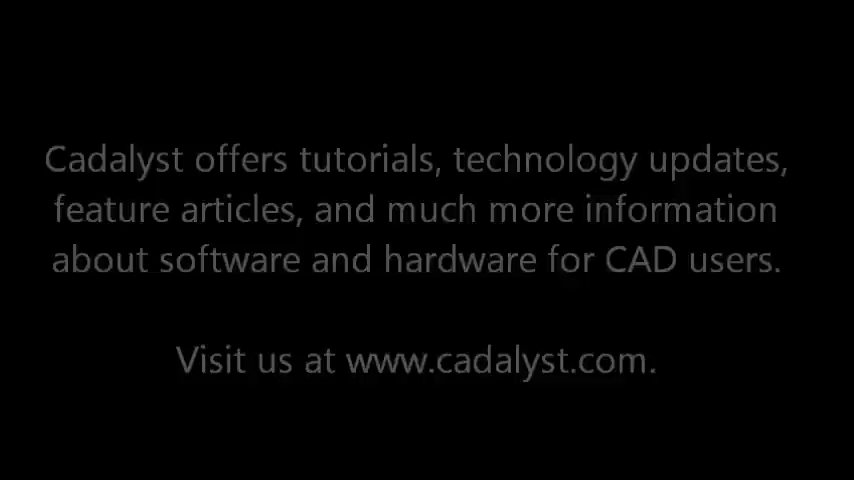 Cadalyst offers tutorials, technology updates,
feature articles, and much more information
about software and hardware for CAD users.
Visit us at www.cadalyst.com.